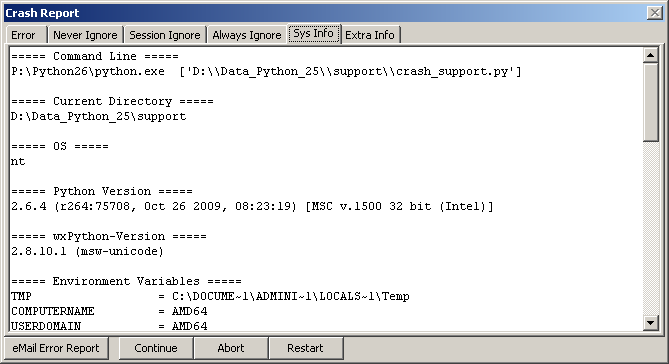 Crash Report
Error Never Ignore Session Ignore Always Ignore Sys Info Extra Info
===== Command Line =====
P:\Python26\python.exe ['D:\\Data_Python_25\\support\\crash_support.py']
===== Current Directory =====
D:\Data_Python_25\support
===== OS =====
nt
===== Python Version =====
2.6.4 (r264:75708, Oct 26 2009, 08:23:19) [MSC v.1500 32 bit (Intel)]
===== wxPython-Version =====
2.8.10.1 (msw-unicode)
===== Environment Variables =====
TMP = C:\DOCUME~1\ADMINI~1\LOCALS~1\Temp
COMPUTERNAME = AMD64
USERDOMAIN = AMD64
eMail Error Report Continue Abort Restart